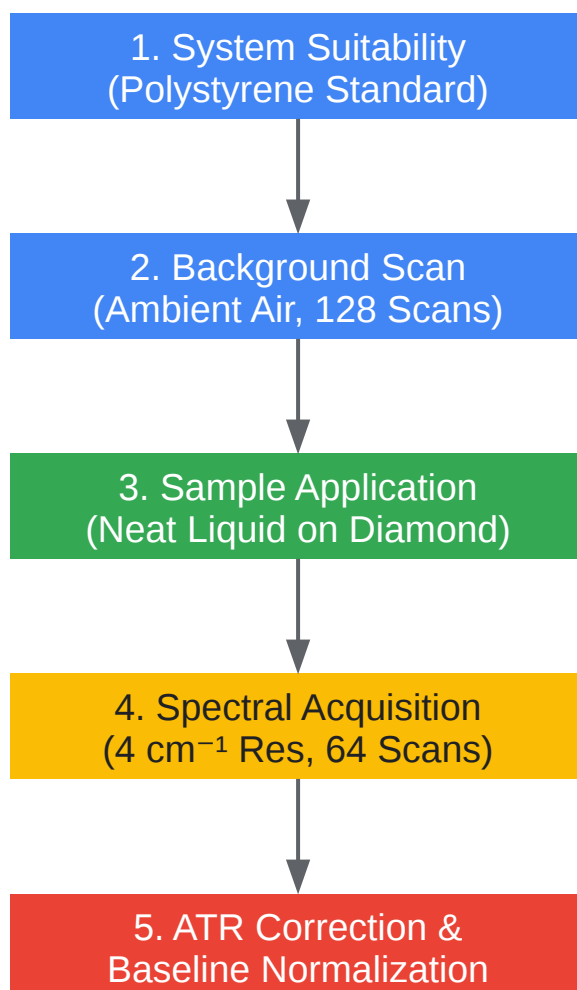 1. System Suitability
(Polystyrene Standard)
2. Background Scan
(Ambient Air, 128 Scans)
3. Sample Application
(Neat Liquid on Diamond)
4. Spectral Acquisition
(4 cm⁻¹ Res, 64 Scans)
5. ATR Correction &
Baseline Normalization